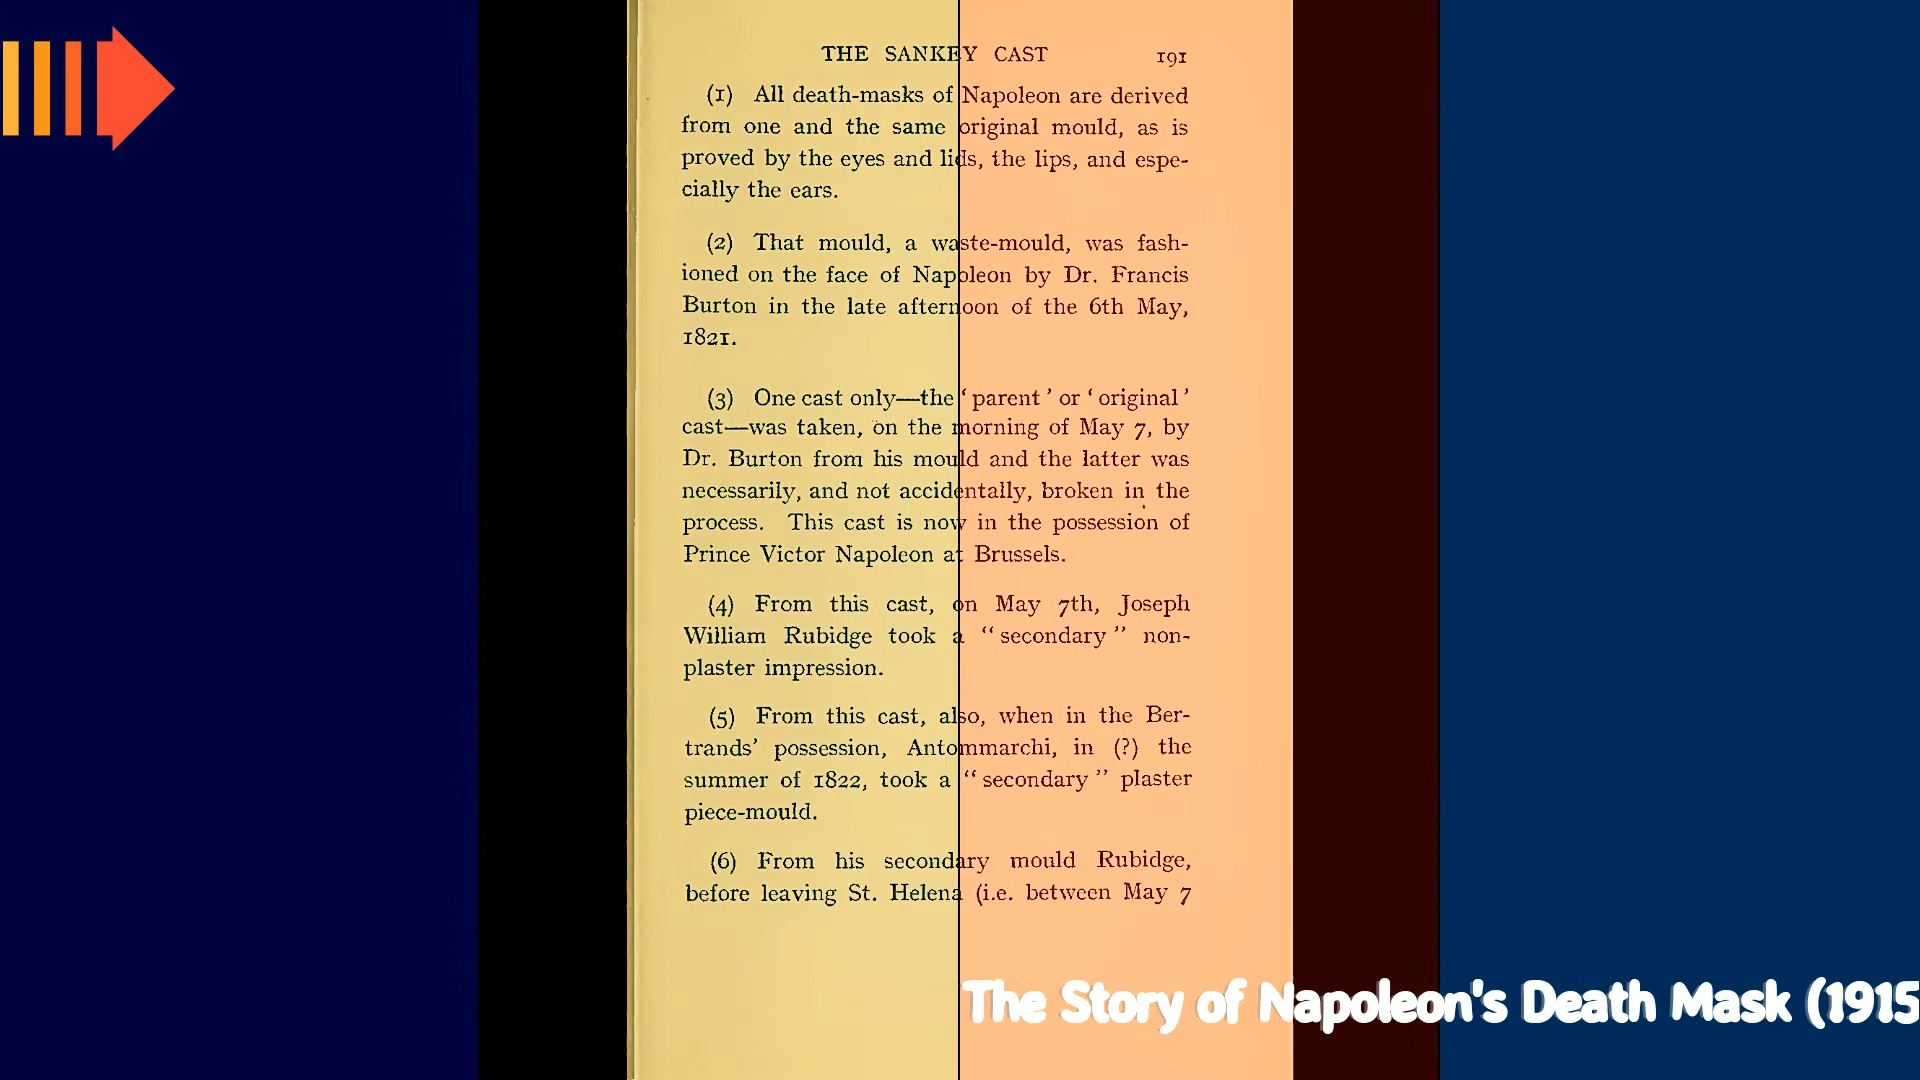 THE SANKEY CAST 191
(1) All death-masks of Napoleon are derived
from one and the same original mould, as is
proved by the eyes and lids, the lips, and espe-
cially the ears.
(2) That mould, a waste-mould, was fash-
ioned on the face of Napoleon by Dr. Francis
Burton in the late afternoon of the 6th May,
1821.
(3) One cast only—the ‘parent’ or ‘original’
cast—was taken, on the morning of May 7, by
Dr. Burton from his mould and the latter was
necessarily, and not accidentally, broken in the
process. This cast is now in the possession of
Prince Victor Napoleon at Brussels.
(4) From this cast, on May 7th, Joseph
William Rubidge took a “secondary” non-
plaster impression.
(5) From this cast, also, when in the Ber-
trands’ possession, Antommarchi, in (?) the
summer of 1822, took a “secondary” plaster
piece-mould.
(6) From his secondary mould Rubidge,
before leaving St. Helena (i.e. between May 7
The Story of Napoleon's Death Mask (1915